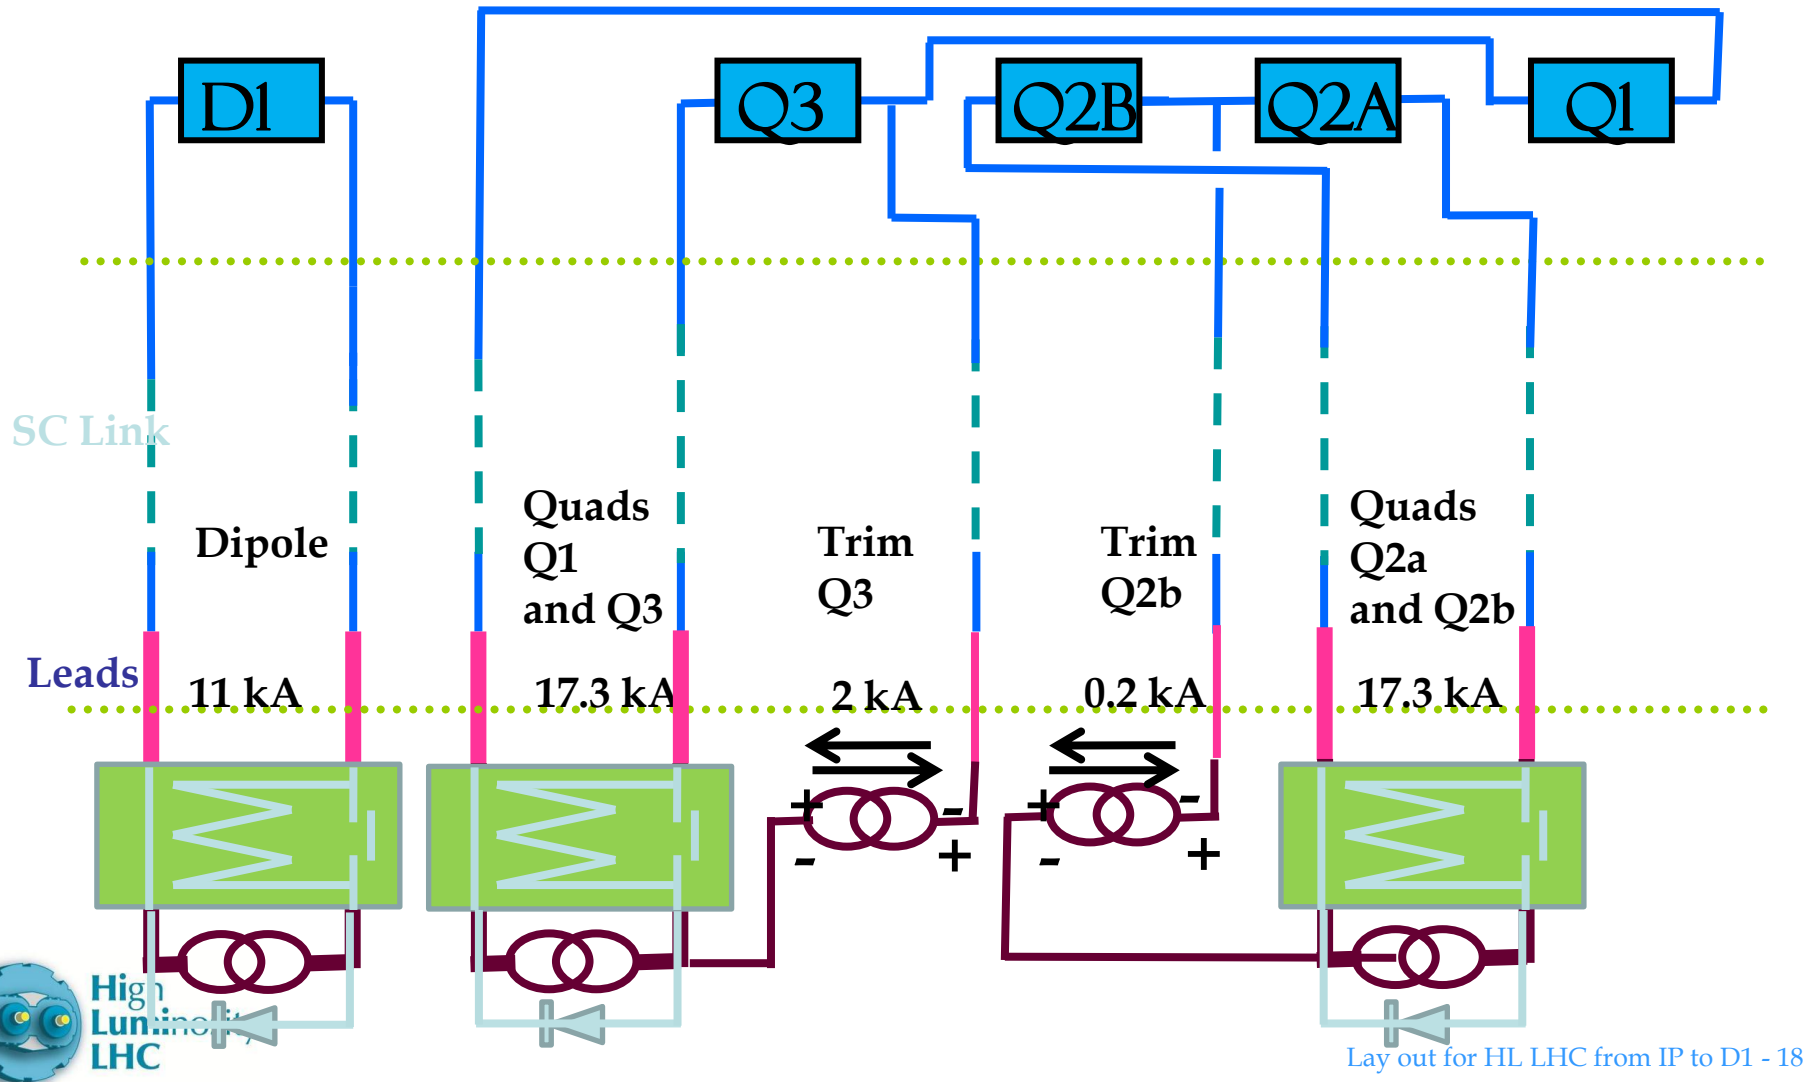 D1
Q3
Q2B
Q2A
Q1
SC Link
Dipole
Quads
Q1
and Q3
Trim
Q3
Trim
Q2b
Quads
Q2a
and Q2b
Leads
11 kA
17.3 kA
2 kA
0.2 kA
17.3 kA
+
-
-
+
+
-
-
+
High
Luminosity
LHC
Lay out for HL LHC from IP to D1 - 18